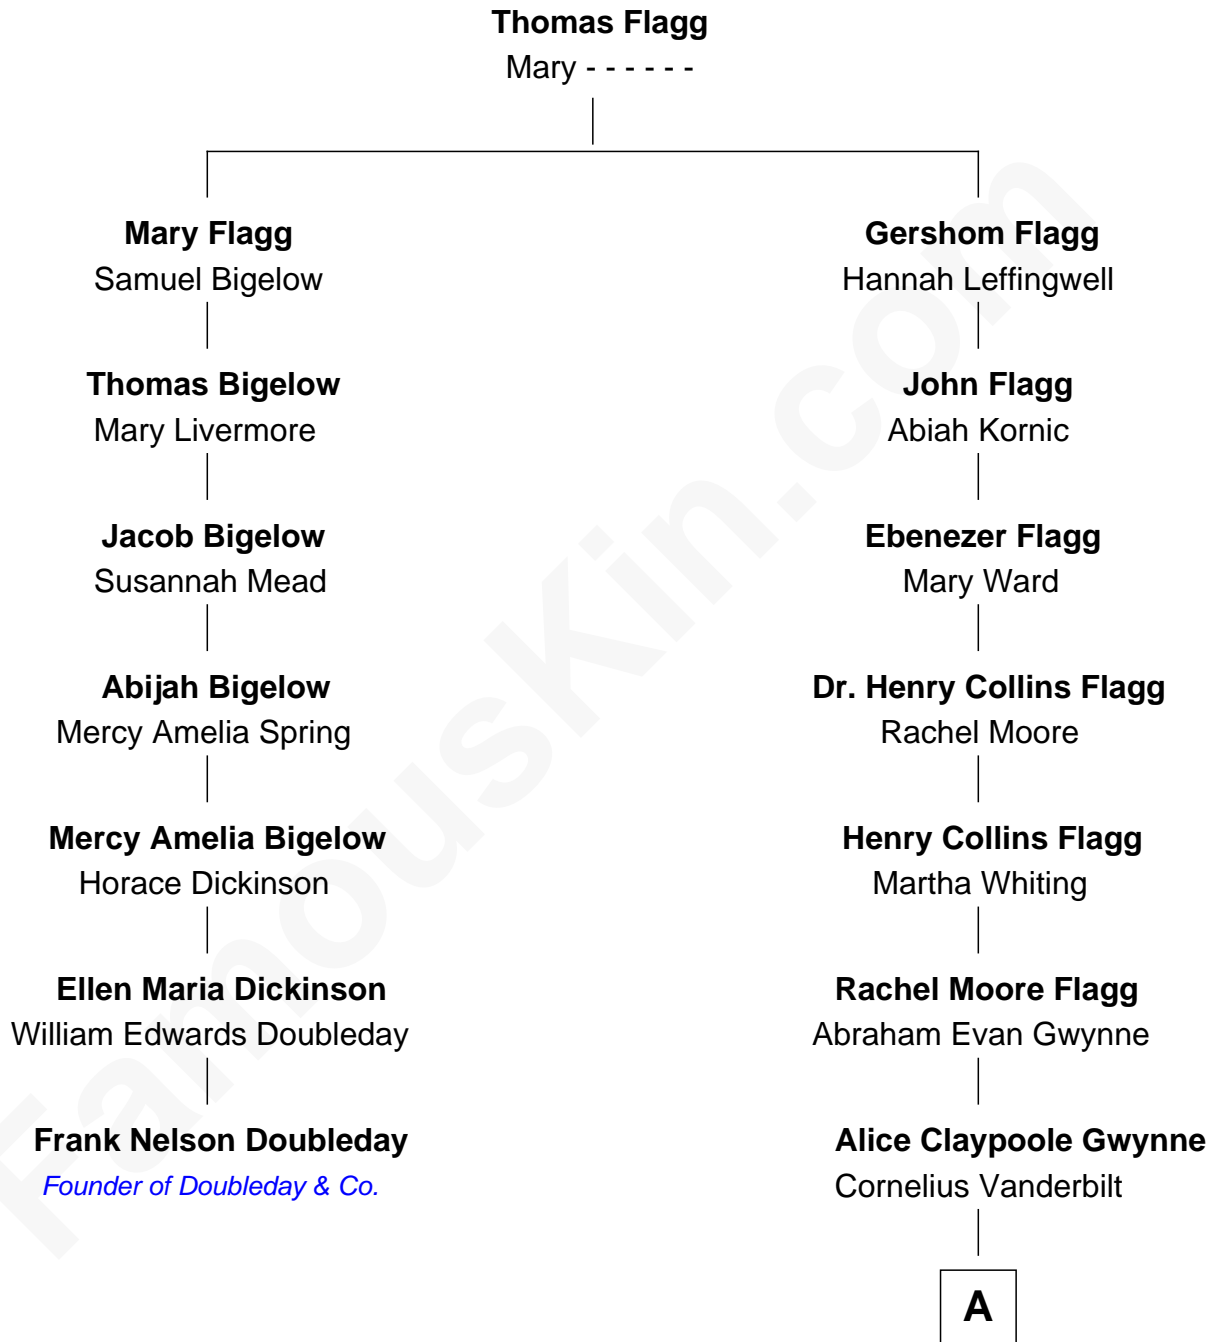 Thomas Flagg
Mary - - - - - -
Mary Flagg
Samuel Bigelow
Gershom Flagg
Hannah Leffingwell
Thomas Bigelow
Mary Livermore
John Flagg
Abiah Kornic
Jacob Bigelow
Susannah Mead
Ebenezer Flagg
Mary Ward
Abijah Bigelow
Mercy Amelia Spring
Dr. Henry Collins Flagg
Rachel Moore
Mercy Amelia Bigelow
Horace Dickinson
Henry Collins Flagg
Martha Whiting
Ellen Maria Dickinson
William Edwards Doubleday
Rachel Moore Flagg
Abraham Evan Gwynne
Frank Nelson Doubleday
Founder of Doubleday & Co.
Alice Claypoole Gwynne
Cornelius Vanderbilt
A
FamousKin.com